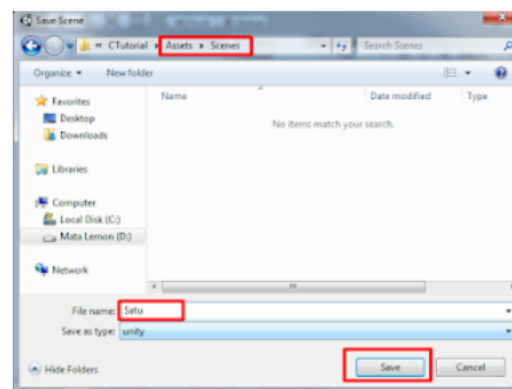 Save Scene
« CTutorial ▸ Assets ▸ Scenes
Search Scenes
Organize ▾ New folder
Name Date modified Type
No items match your search.
Favorites
Desktop
Downloads
Libraries
Computer
Local Disk (C:)
Mata Lemon (D:)
Network
File name: Satu
Save as type: unity
Hide Folders Save Cancel